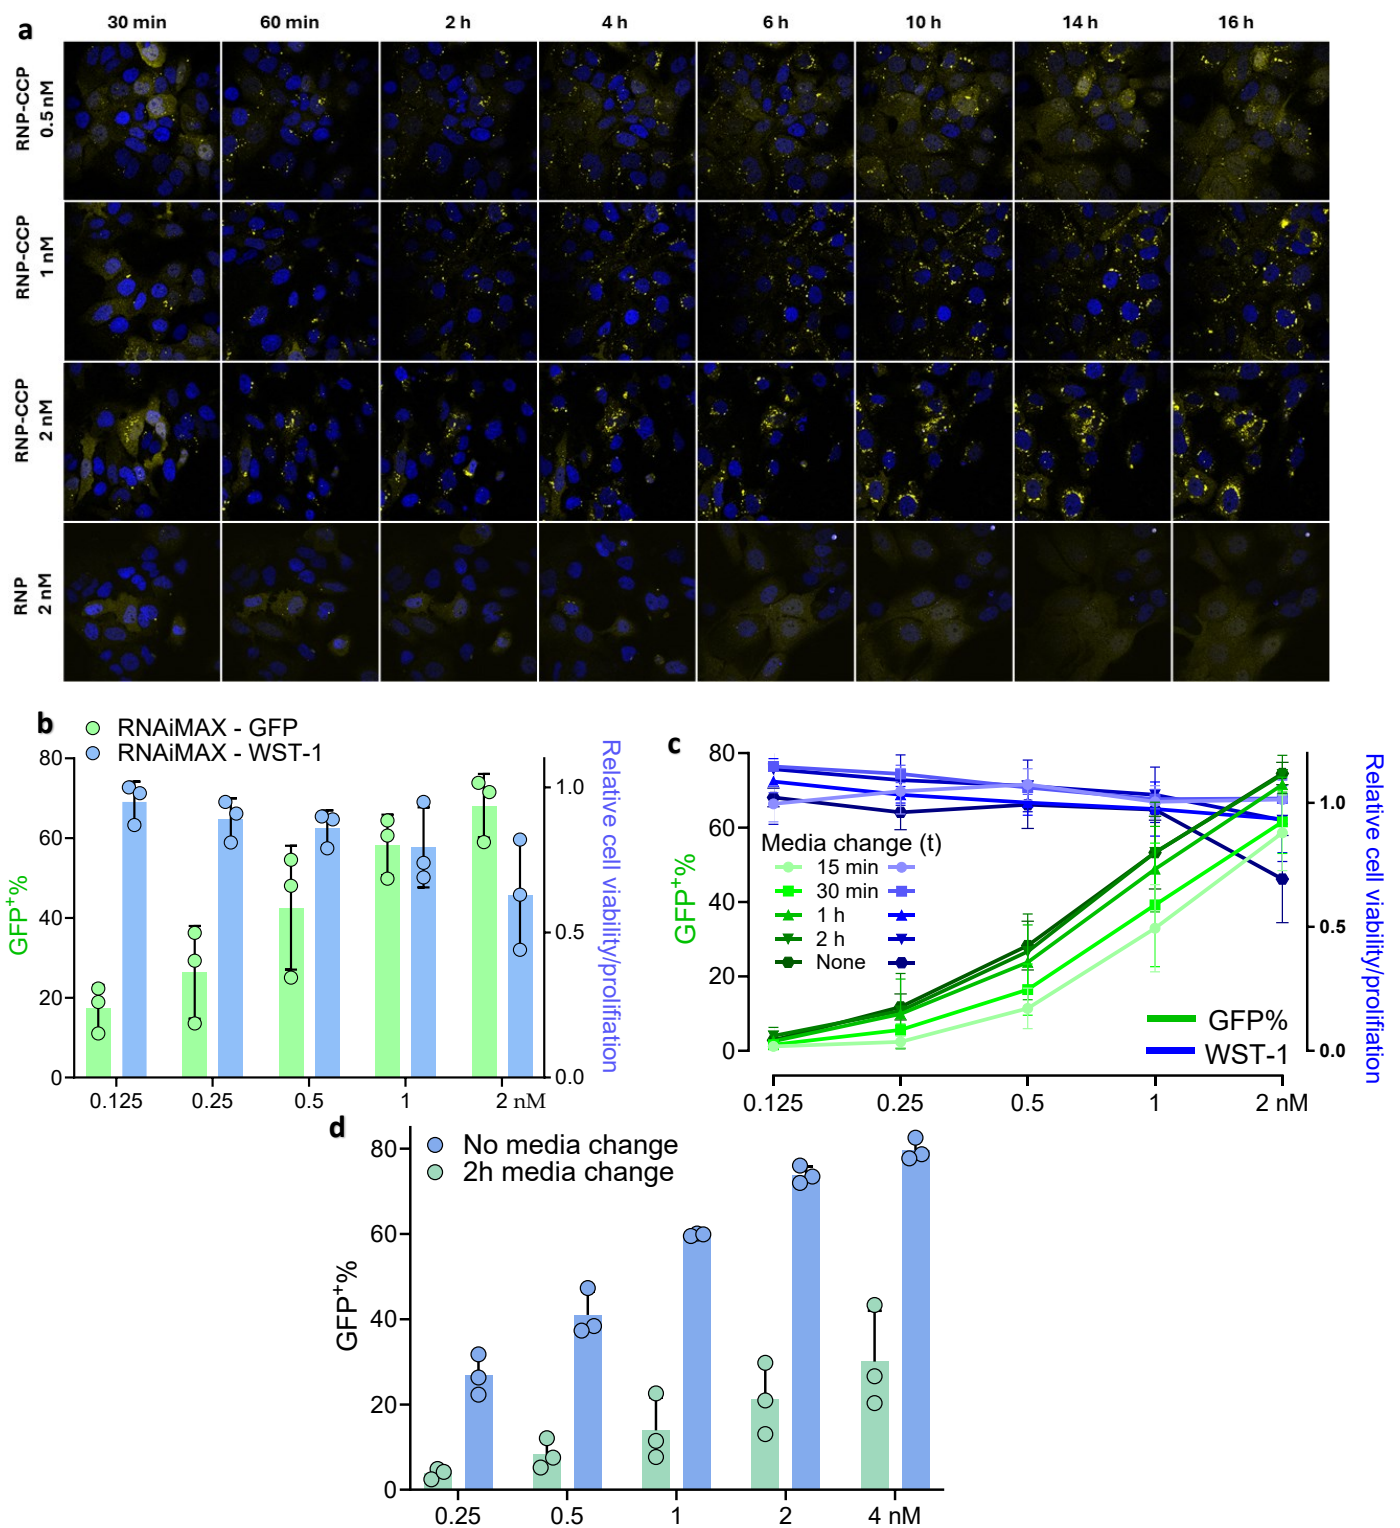 a
30 min 60 min 2 h 4 h 6 h 10 h 14 h 16 h
RNP-CCP
0.5 nM
RNP-CCP
1 nM
RNP-CCP
2 nM
RNP
2 nM
b
RNAiMAX - GFP
RNAiMAX - WST-1
GFP+%
80
60
40
20
0
1.0
0.5
0.0
Relative cell viability/prolifiation
0.125 0.25 0.5 1 2 nM
c
GFP+%
80
60
40
20
0
Media change (t)
15 min
30 min
1 h
2 h
None
GFP%
WST-1
1.0
0.5
0.0
Relative cell viability/prolifiation
0.125 0.25 0.5 1 2 nM
d
No media change
2h media change
GFP+%
80
60
40
20
0
0.25 0.5 1 2 4 nM